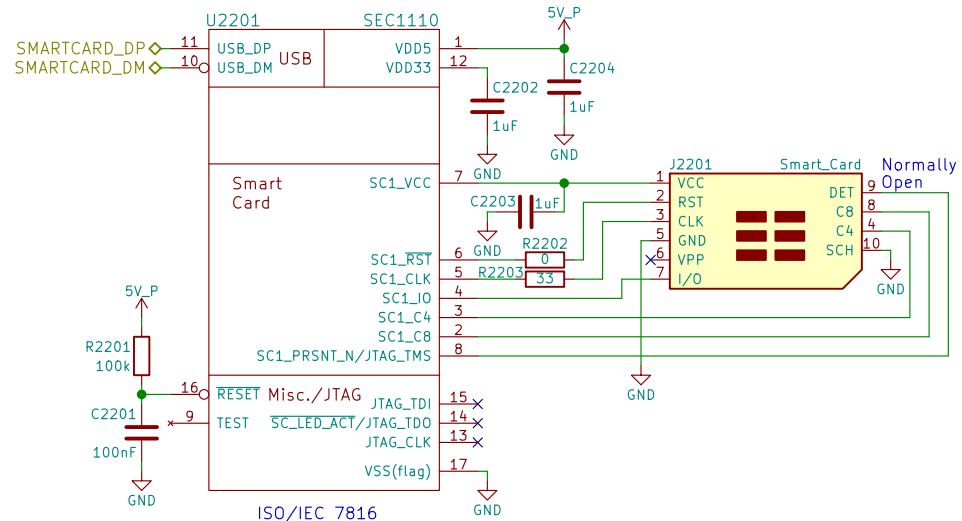 U2201 SEC1110
SMARTCARD_DP 11 USB_DP USB VDD5 1 5V_P
SMARTCARD_DM 10 USB_DM VDD33 12
C2202 1uF GND
C2204 1uF GND
Smart
Card
SC1_VCC 7
C2203 1uF GND
SC1_RST 6 R2202 0
SC1_CLK 5 R2203 33
SC1_IO 4
SC1_C4 3
SC1_C8 2
SC1_PRSNT_N/JTAG_TMS 8
J2201 Smart_Card Normally
Open
1 VCC DET 9
2 RST C8 8
3 CLK C4 4
5 GND SCH 10
6 VPP
7 I/O
GND
GND
5V_P
R2201
100k
16 RESET Misc./JTAG
JTAG_TDI 15
C2201 9 TEST SC_LED_ACT/JTAG_TDO 14
JTAG_CLK 13
100nF
VSS(flag) 17
GND
GND
ISO/IEC 7816